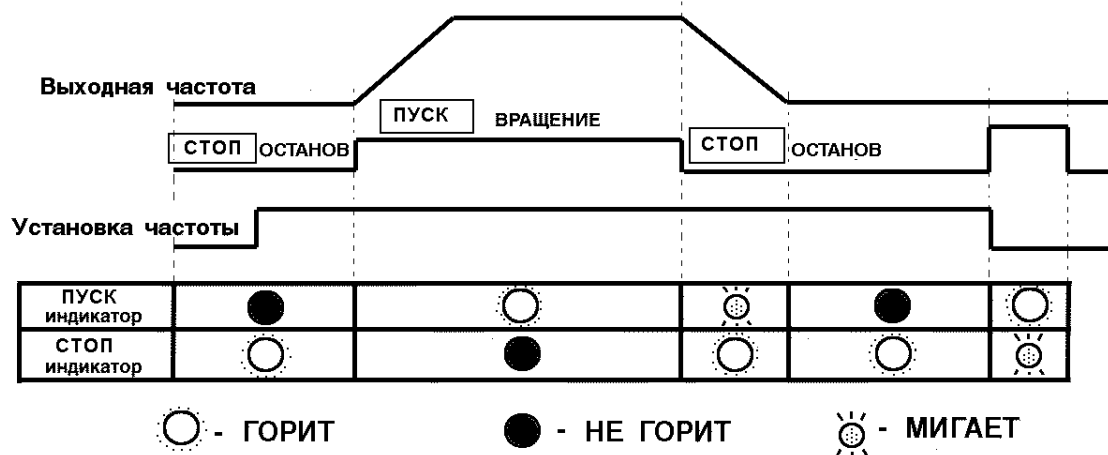 Выходная частота
ПУСК ВРАЩЕНИЕ
СТОП ОСТАНОВ СТОП ОСТАНОВ
Установка частоты
ПУСК
индикатор
СТОП
индикатор
- ГОРИТ - НЕ ГОРИТ - МИГАЕТ